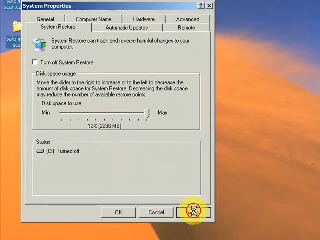 System Properties
General
Computer Name
Hardware
Advanced
System Restore
Automatic Updates
Remote
System Restore can track and reverse harmful changes to your
computer.
Turn off System Restore
Disk space usage
Move the slider to the right to increase or to the left to decrease the
amount of disk space for System Restore. Decreasing the disk space
may reduce the number of available restore points.
Disk space to use:
Min
Max
12% (2286 MB)
Status
(C:) Turned off
OK
Cancel